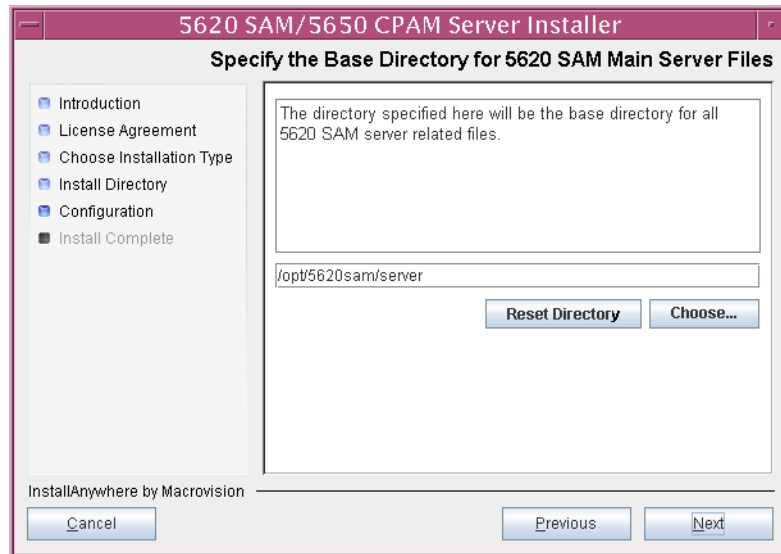 5620 SAM/5650 CPAM Server Installer
Specify the Base Directory for 5620 SAM Main Server Files
Introduction
License Agreement
Choose Installation Type
Install Directory
Configuration
Install Complete
The directory specified here will be the base directory for all
5620 SAM server related files.
/opt/5620sam/server
Reset Directory
Choose...
InstallAnywhere by Macrovision
Cancel
Previous
Next